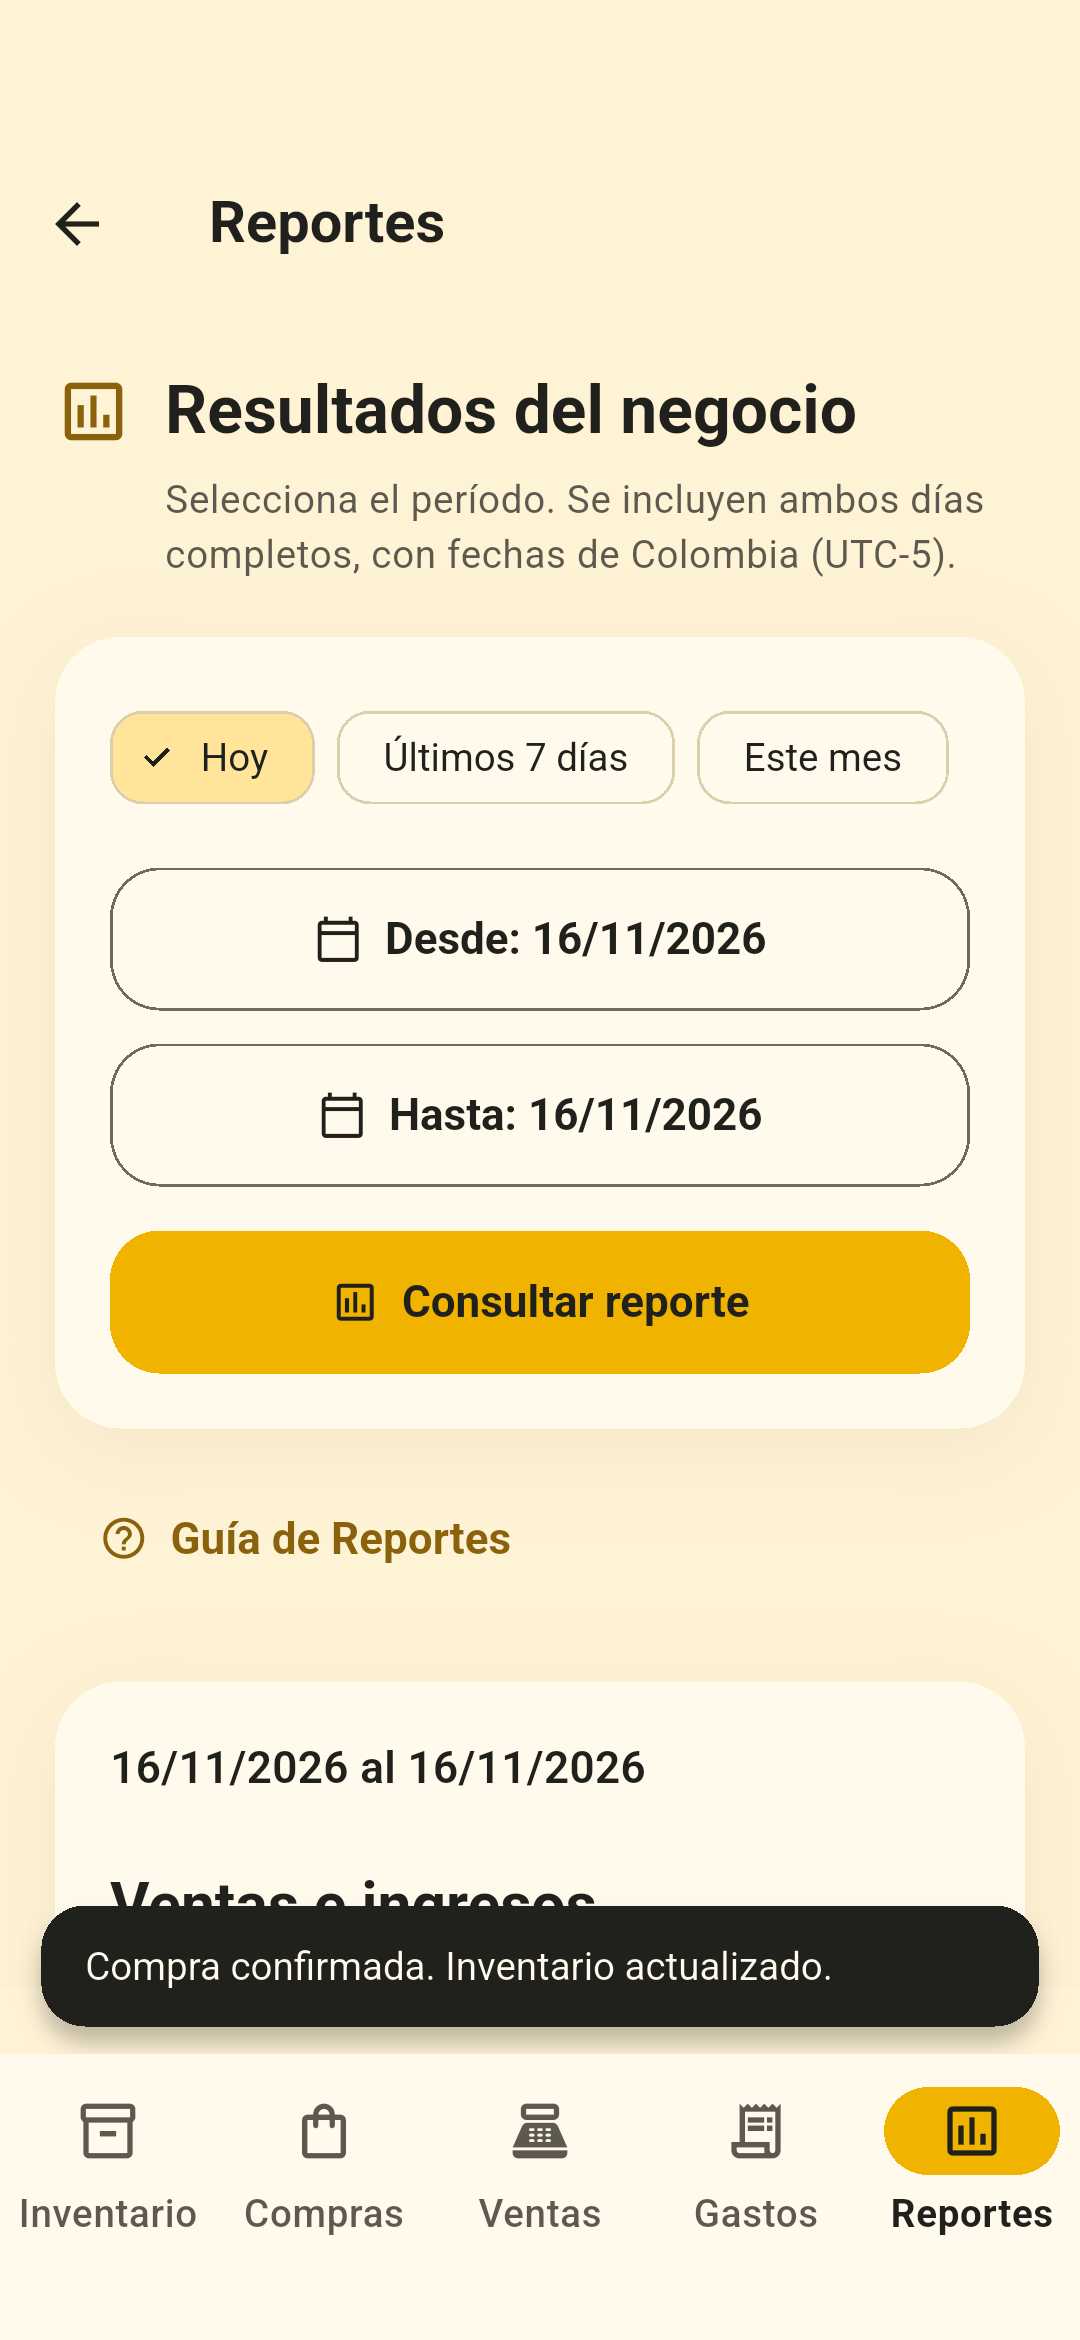 Reportes
Resultados del negocio
Selecciona el período. Se incluyen ambos días
completos, con fechas de Colombia (UTC-5).
Hoy
Últimos 7 días
Este mes
Desde: 16/11/2026
Hasta: 16/11/2026
Consultar reporte
Guía de Reportes
16/11/2026 al 16/11/2026
Ventas e ingresos
Compra confirmada. Inventario actualizado.
Inventario
Compras
Ventas
Gastos
Reportes